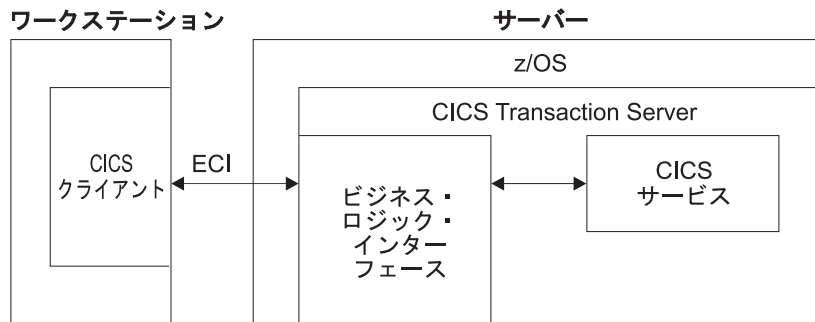 ワークステーション
サーバー
z/OS
CICS Transaction Server
CICS
クライアント
ECI
ビジネス・
ロジック・
インター
フェース
CICS
サービス